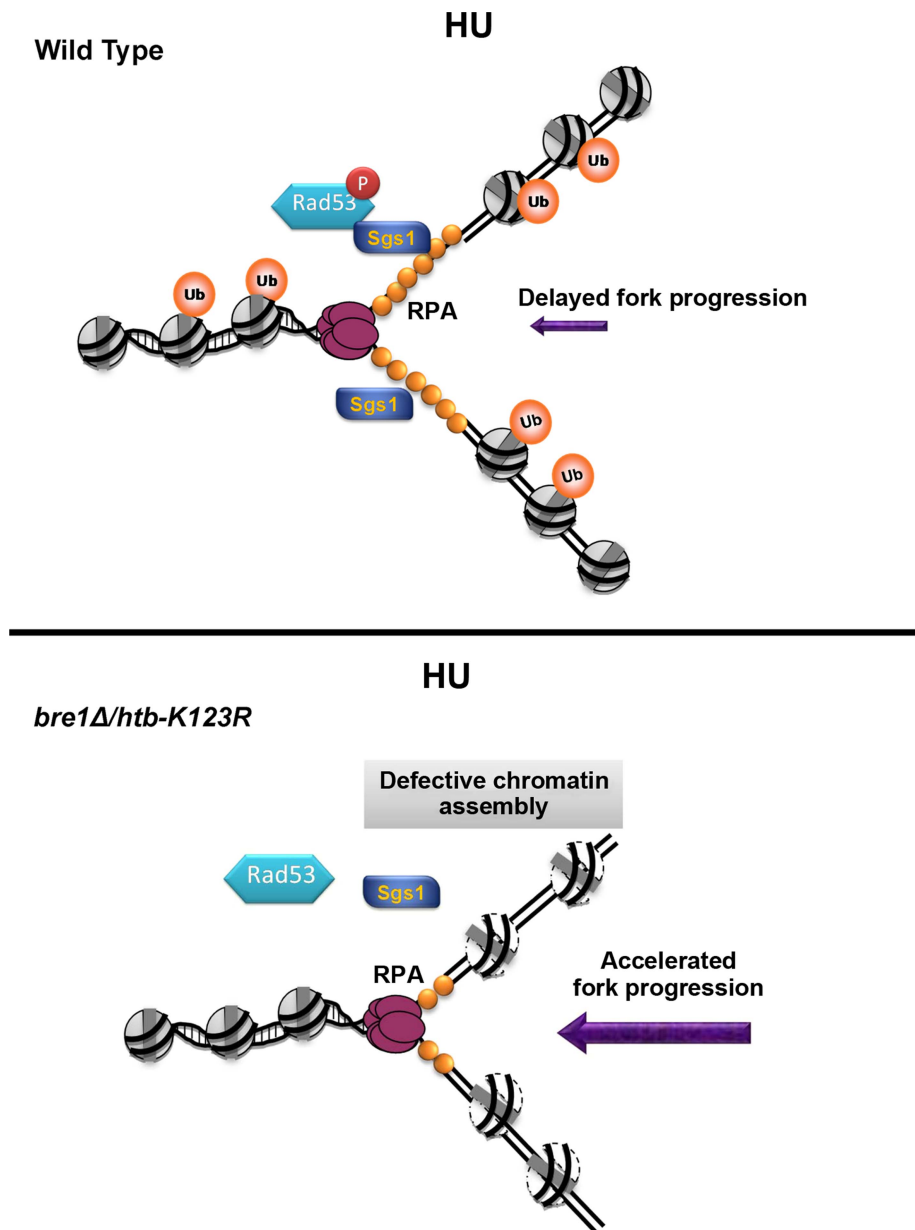 HU
Wild Type
P
Rad53
Ub
Ub
Sgs1
Ub
Ub
RPA
Delayed fork progression
Sgs1
Ub
Ub
HU
bre1Δ/htb-K123R
Defective chromatin
assembly
Rad53
Sgs1
RPA
Accelerated
fork progression